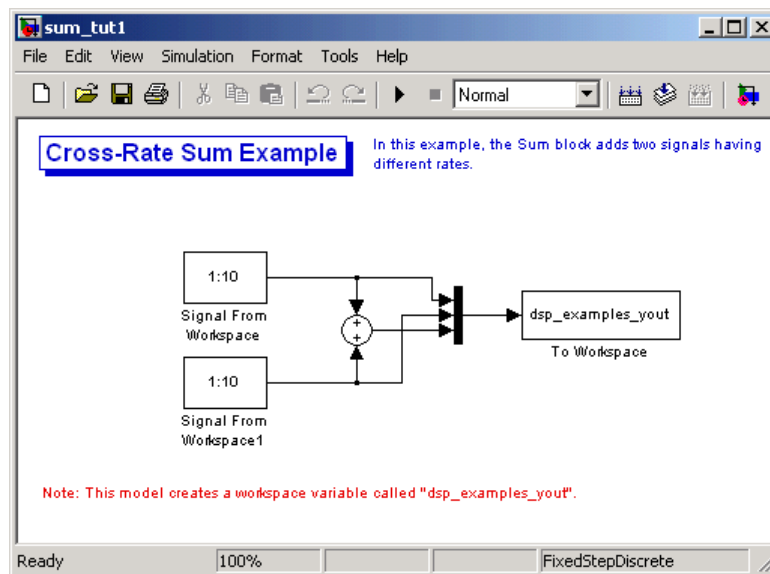 sum_tut1
File Edit View Simulation Format Tools Help
Normal
Cross-Rate Sum Example
In this example, the Sum block adds two signals having
different rates.
1:10
Signal From
Workspace
+
+
dsp_examples_yout
To Workspace
1:10
Signal From
Workspace1
Note: This model creates a workspace variable called "dsp_examples_yout".
Ready 100% FixedStepDiscrete